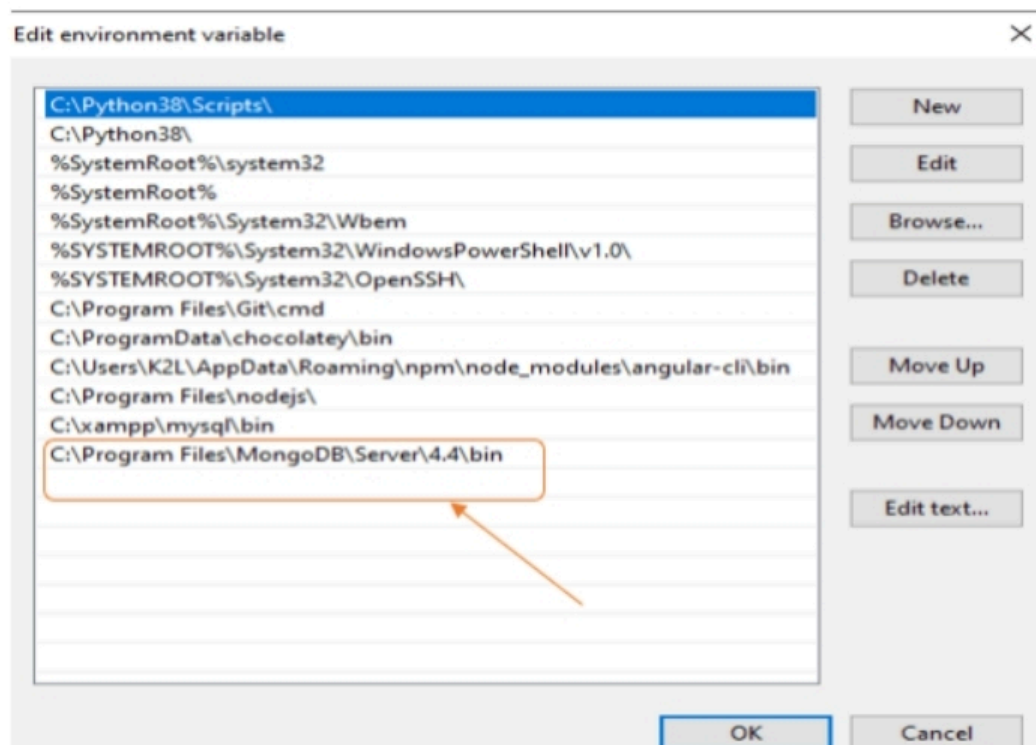 Edit environment variable
C:\Python38\Scripts\
C:\Python38\
%SystemRoot%\system32
%SystemRoot%
%SystemRoot%\System32\Wbem
%SYSTEMROOT%\System32\WindowsPowerShell\v1.0\
%SYSTEMROOT%\System32\OpenSSH\
C:\Program Files\Git\cmd
C:\ProgramData\chocolatey\bin
C:\Users\K2L\AppData\Roaming\npm\node_modules\angular-cli\bin
C:\Program Files\nodejs\
C:\xampp\mysql\bin
C:\Program Files\MongoDB\Server\4.4\bin
New
Edit
Browse...
Delete
Move Up
Move Down
Edit text...
OK
Cancel